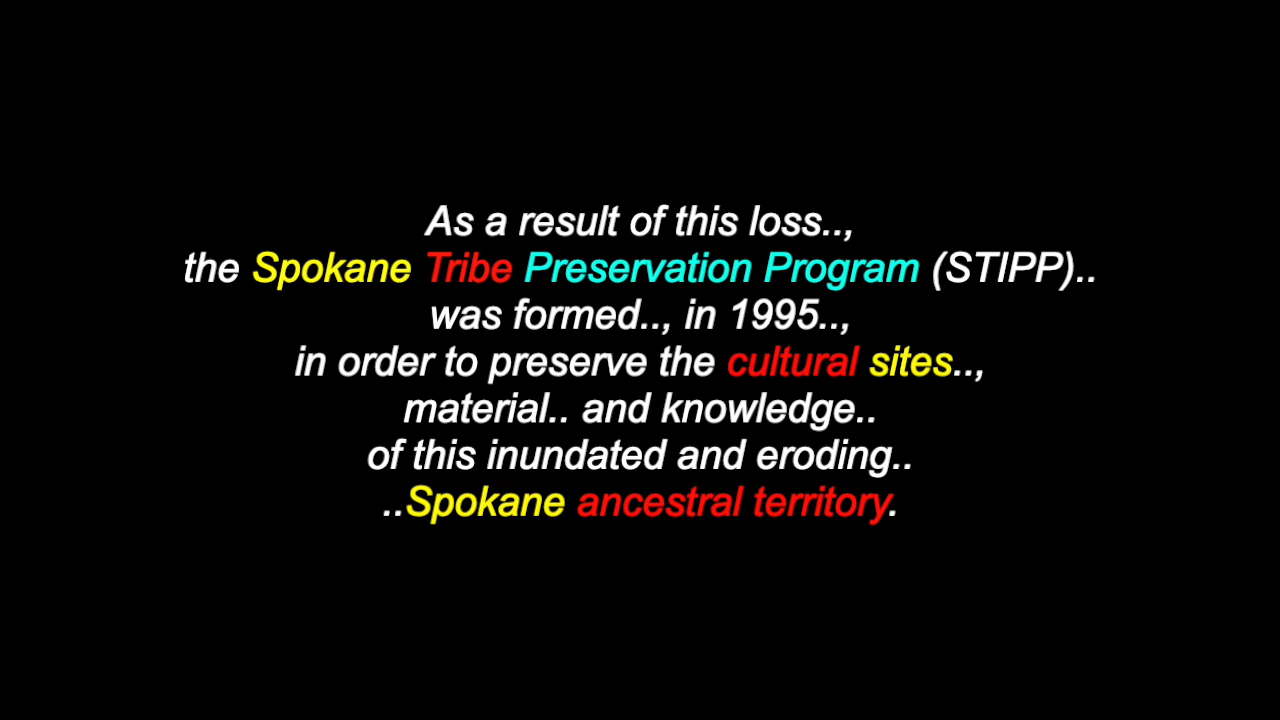 As a result of this loss..,
the Spokane Tribe Preservation Program (STIPP)..
was formed.., in 1995..,
in order to preserve the cultural sites..,
material.. and knowledge..
of this inundated and eroding..
..Spokane ancestral territory.